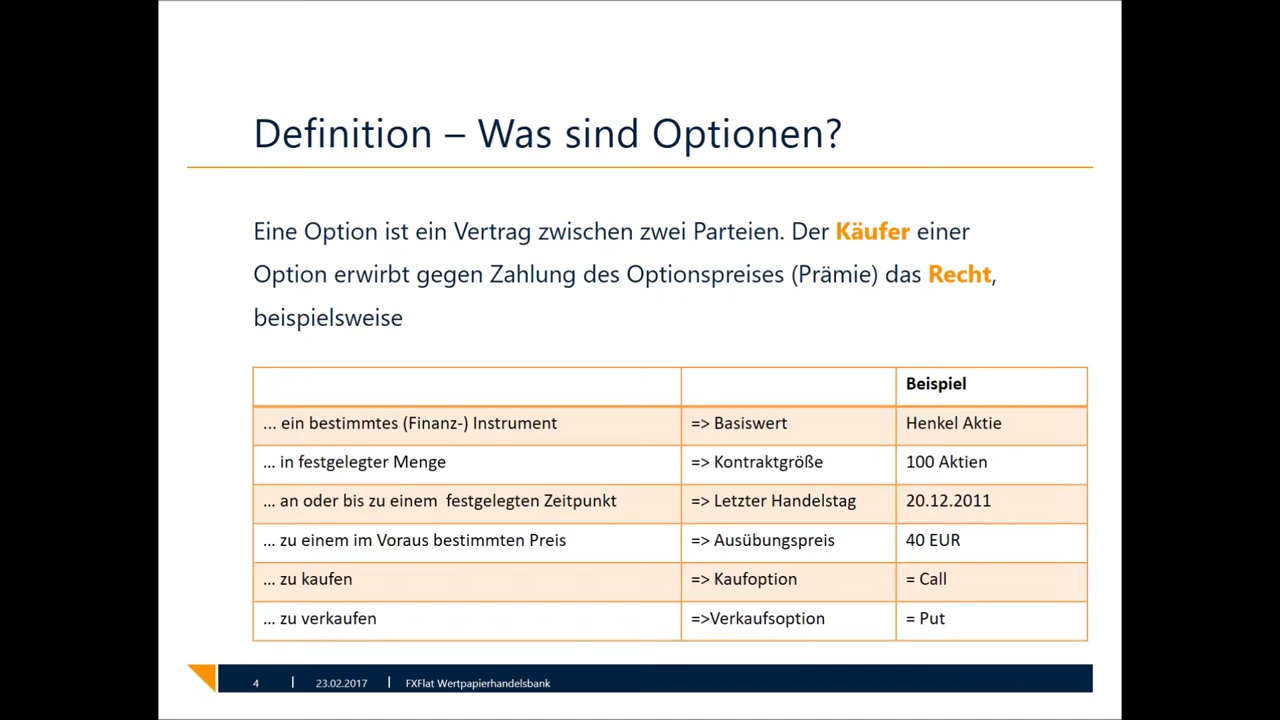 Definition – Was sind Optionen?
Eine Option ist ein Vertrag zwischen zwei Parteien. Der Käufer einer
Option erwirbt gegen Zahlung des Optionspreises (Prämie) das Recht,
beispielsweise
Beispiel
... ein bestimmtes (Finanz-) Instrument => Basiswert Henkel Aktie
... in festgelegter Menge => Kontraktgröße 100 Aktien
... an oder bis zu einem festgelegten Zeitpunkt => Letzter Handelstag 20.12.2011
... zu einem im Voraus bestimmten Preis => Ausübungspreis 40 EUR
... zu kaufen => Kaufoption = Call
... zu verkaufen =>Verkaufsoption = Put
4 | 23.02.2017 | FXFlat Wertpapierhandelsbank